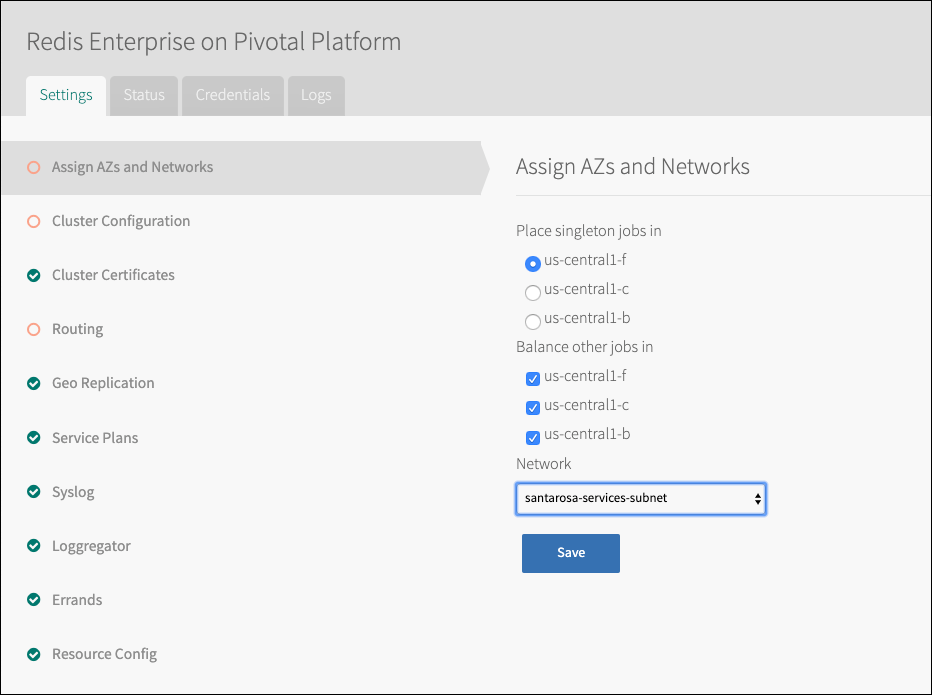 Redis Enterprise on Pivotal Platform
Settings
Status
Credentials
Logs
Assign AZs and Networks
Cluster Configuration
Cluster Certificates
Routing
Geo Replication
Service Plans
Syslog
Loggregator
Errands
Resource Config
Assign AZs and Networks
Place singleton jobs in
us-central1-f
us-central1-c
us-central1-b
Balance other jobs in
us-central1-f
us-central1-c
us-central1-b
Network
santarosa-services-subnet
Save